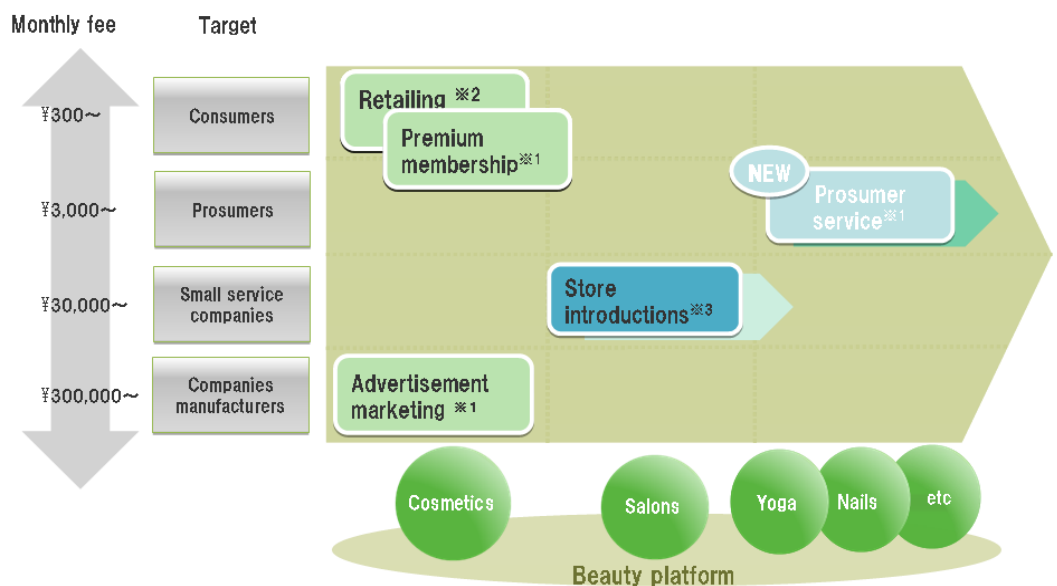 Monthly fee
Target
¥300～
Consumers
Retailing ※2
Premium
membership※1
¥3,000～
Prosumers
NEW
Prosumer
service※1
¥30,000～
Small service
companies
Store
introductions※3
¥300,000～
Companies
manufacturers
Advertisement
marketing ※1
Cosmetics
Salons
Yoga
Nails
etc
Beauty platform